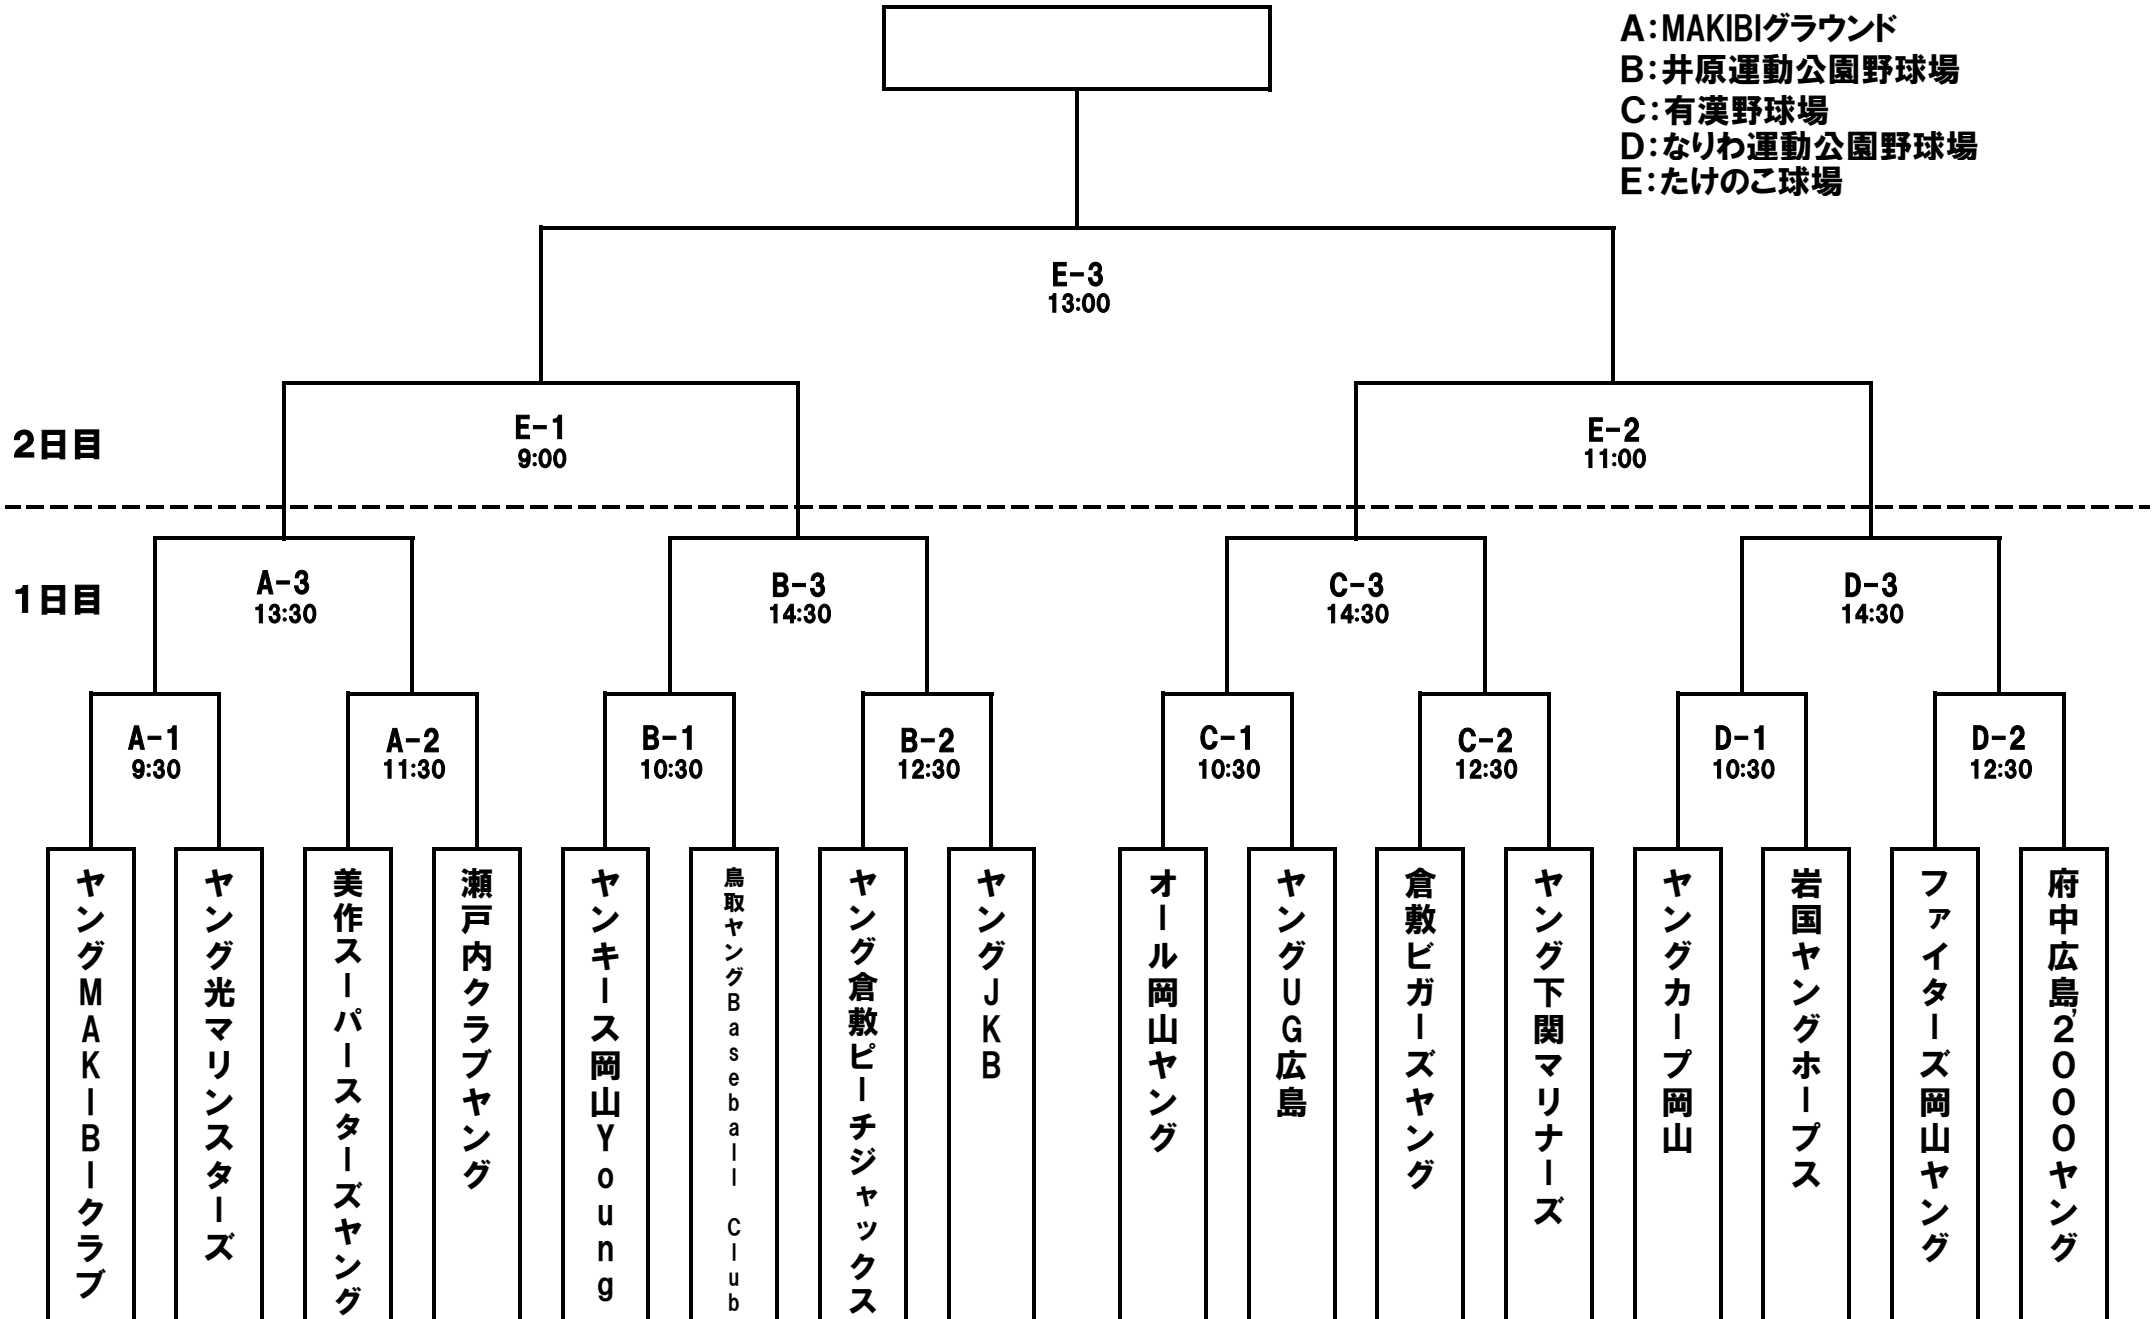 A：MAKIBIグラウンド
B：井原運動公園野球場
C：有漢野球場
D：なりわ運動公園野球場
E：たけのこ球場
E-3
13:00
2日目
E-1
9:00
E-2
11:00
1日目
A-3
13:30
B-3
14:30
C-3
14:30
D-3
14:30
A-1
9:30
A-2
11:30
B-1
10:30
B-2
12:30
C-1
10:30
C-2
12:30
D-1
10:30
D-2
12:30
ヤングMAKIBIクラブ
ヤング光マリンスターズ
美作スーパースターズヤング
瀬戸内クラブヤング
ヤンキース岡山Young
鳥取ヤングBaseball Club
ヤング倉敷ピーチジャックス
ヤングJKB
オール岡山ヤング
ヤングUG広島
倉敷ビガーズヤング
ヤング下関マリナーズ
ヤングカープ岡山
岩国ヤングホープス
ファイターズ岡山ヤング
府中広島’2000ヤング